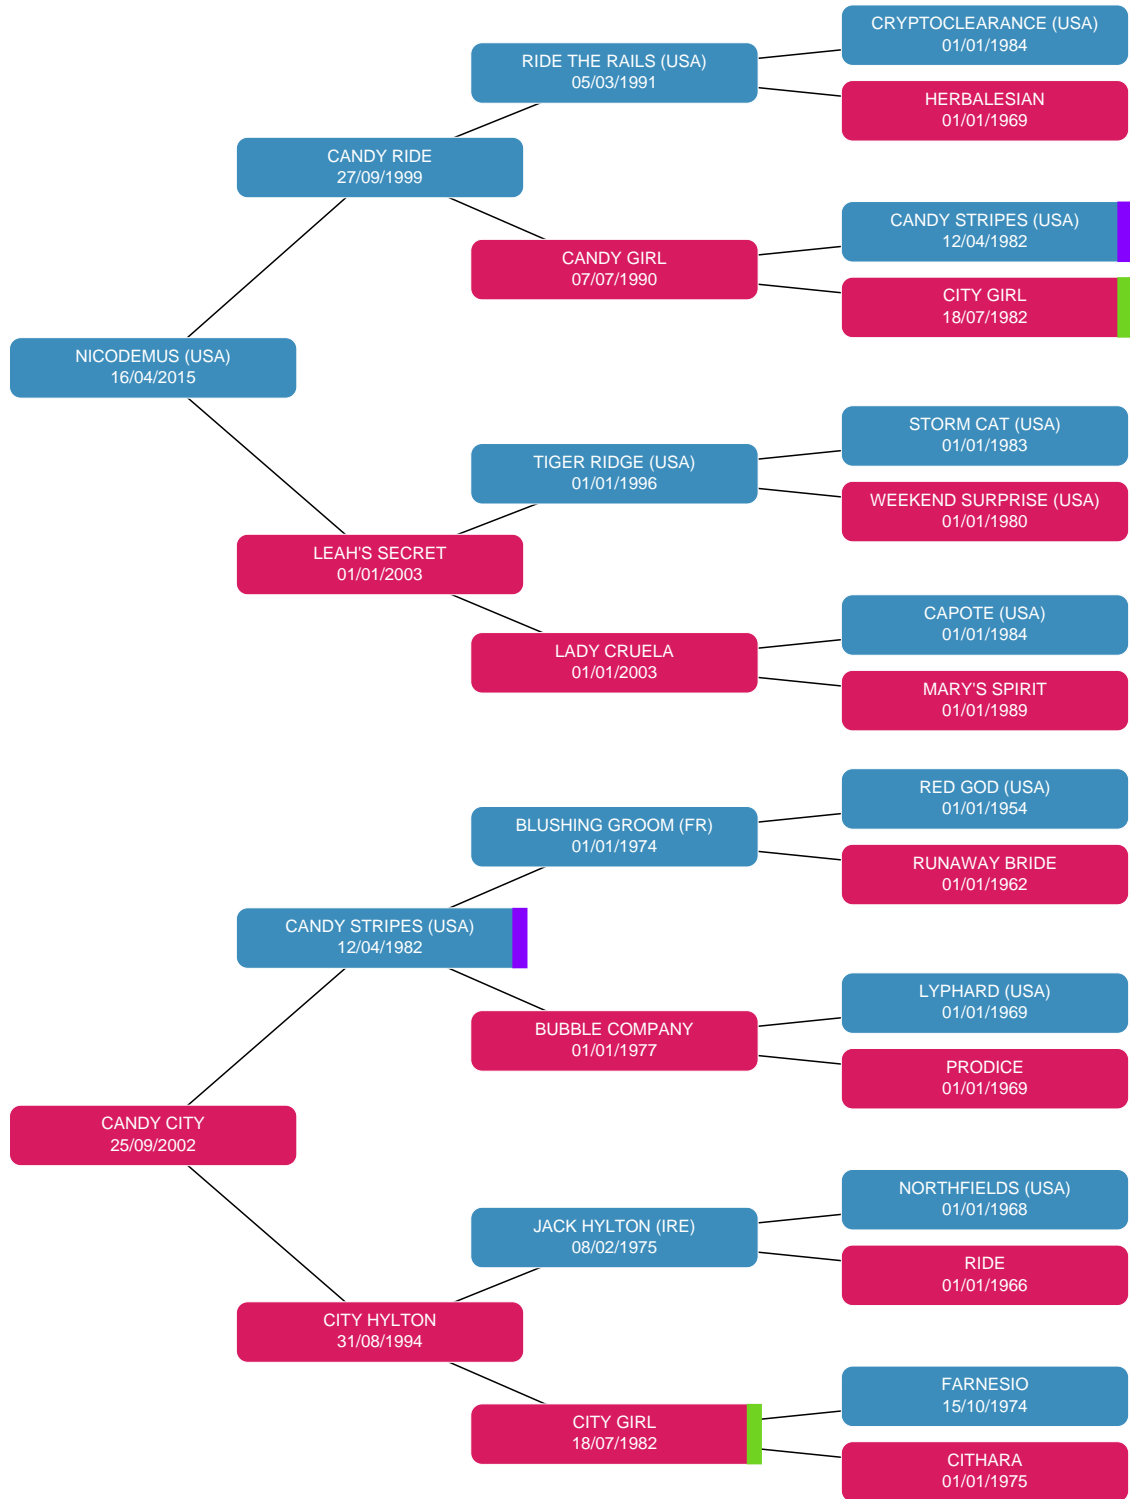 CRYPTOCLEARANCE (USA)
01/01/1984
RIDE THE RAILS (USA)
05/03/1991
HERBALESIAN
01/01/1969
CANDY RIDE
27/09/1999
CANDY STRIPES (USA)
12/04/1982
CANDY GIRL
07/07/1990
CITY GIRL
18/07/1982
NICODEMUS (USA)
16/04/2015
STORM CAT (USA)
01/01/1983
TIGER RIDGE (USA)
01/01/1996
WEEKEND SURPRISE (USA)
01/01/1980
LEAH'S SECRET
01/01/2003
CAPOTE (USA)
01/01/1984
LADY CRUELA
01/01/2003
MARY'S SPIRIT
01/01/1989
RED GOD (USA)
01/01/1954
BLUSHING GROOM (FR)
01/01/1974
RUNAWAY BRIDE
01/01/1962
CANDY STRIPES (USA)
12/04/1982
LYPHARD (USA)
01/01/1969
BUBBLE COMPANY
01/01/1977
PRODICE
01/01/1969
CANDY CITY
25/09/2002
NORTHFIELDS (USA)
01/01/1968
JACK HYLTON (IRE)
08/02/1975
RIDE
01/01/1966
CITY HYLTON
31/08/1994
FARNESIO
15/10/1974
CITY GIRL
18/07/1982
CITHARA
01/01/1975